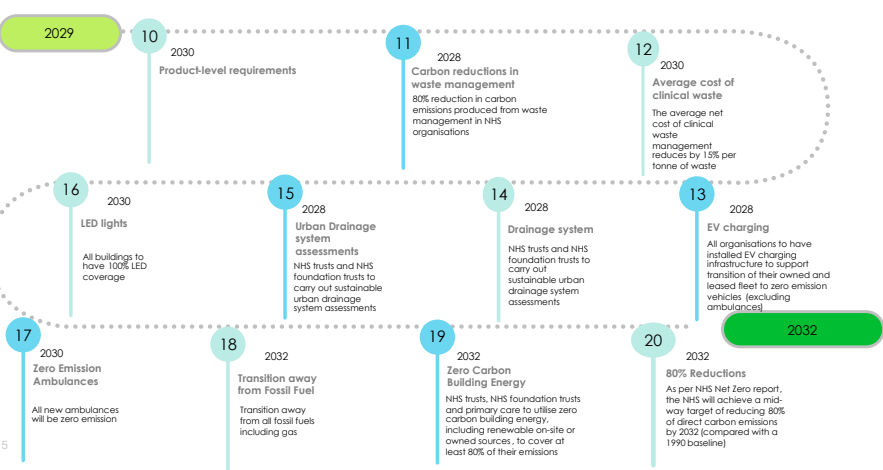 2029
10
2030
Product-level requirements
11
2028
Carbon reductions in
waste management
80% reduction in carbon
emissions produced from waste
management in NHS
organisations
12
2030
Average cost of
clinical waste
The average net
cost of clinical
waste
management
reduces by 15% per
tonne of waste
16
2030
LED lights
All buildings to
have 100% LED
coverage
15
2028
Urban Drainage
system
assessments
NHS trusts and NHS
foundation trusts to
carry out sustainable
urban drainage
system assessments
14
2028
Drainage system
NHS trusts and NHS
foundation trusts to
carry out
sustainable urban
drainage system
assessments
13
2028
EV charging
All organisations to have
installed EV charging
infrastructure to support
transition of their owned and
leased fleet to zero emission
vehicles (excluding
ambulances)
2032
17
2030
Zero Emission
Ambulances
All new ambulances
will be zero emission
18
2032
Transition away
from Fossil Fuel
Transition away
from all fossil fuels
including gas
19
2032
Zero Carbon
Building Energy
NHS trusts, NHS foundation trusts
and primary care to utilise zero
carbon building energy,
including renewable on-site or
owned sources , to cover at
least 80% of their emissions
20
2032
80% Reductions
As per NHS Net Zero report,
the NHS will achieve a mid-
way target of reducing 80%
of direct carbon emissions
by 2032 (compared with a
1990 baseline)
5